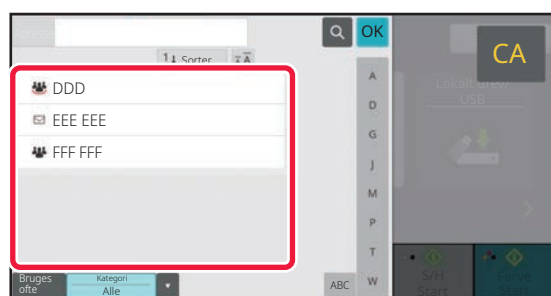 Adresse
1↓ Sorter
OK
CA
DDD
EEE EEE
FFF FFF
A
D
G
J
M
P
T
W
Lokalt drev/
USB
Bruges
ofte
Kategori
Alle
▼
ABC
S/H
Start
Farve
Start